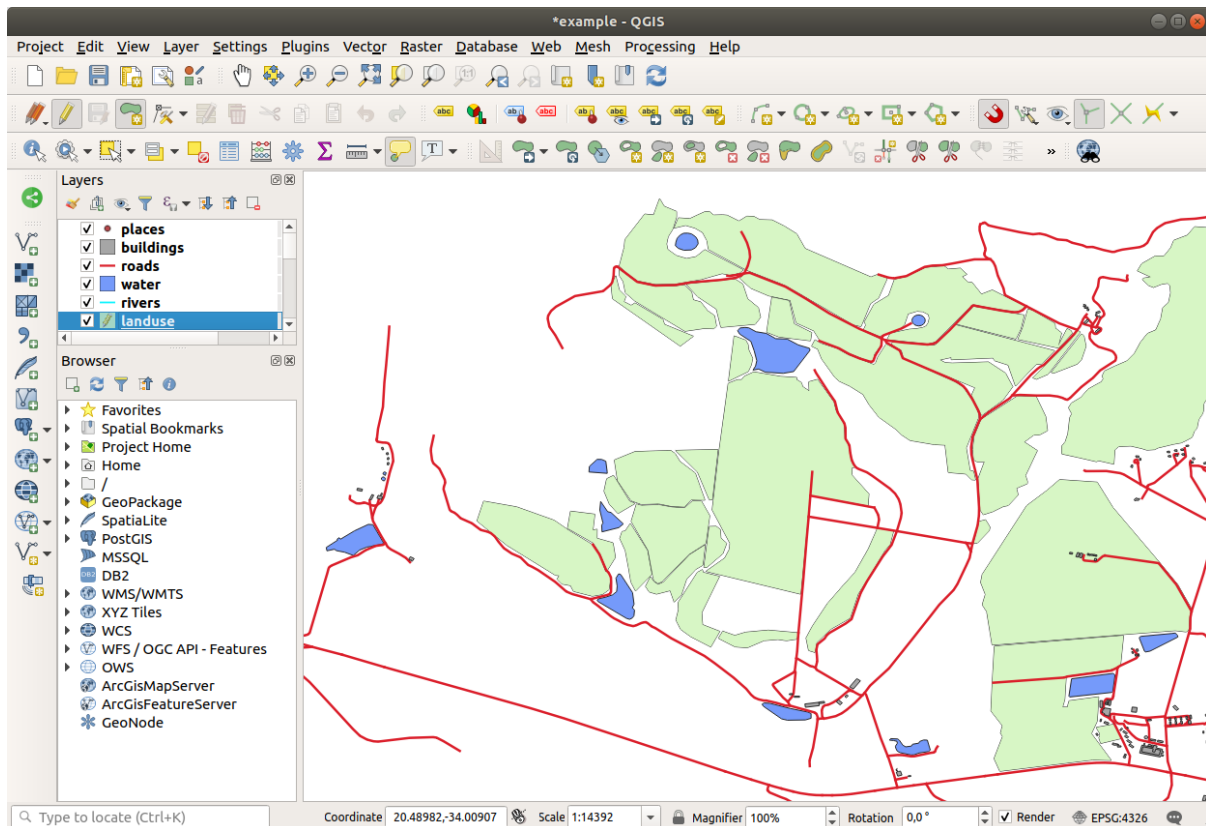 *example - QGIS
Project Edit View Layer Settings Plugins Vector Raster Database Web Mesh Processing Help
Layers
places
buildings
roads
water
rivers
landuse
Browser
Favorites
Spatial Bookmarks
Project Home
Home
/
GeoPackage
SpatiaLite
PostGIS
MSSQL
DB2
WMS/WMTS
XYZ Tiles
WCS
WFS / OGC API - Features
OWS
ArcGisMapServer
ArcGisFeatureServer
GeoNode
Type to locate (Ctrl+K) Coordinate 20.48982,-34.00907 Scale 1:14392 Magnifier 100% Rotation 0,0 ° Render EPSG:4326